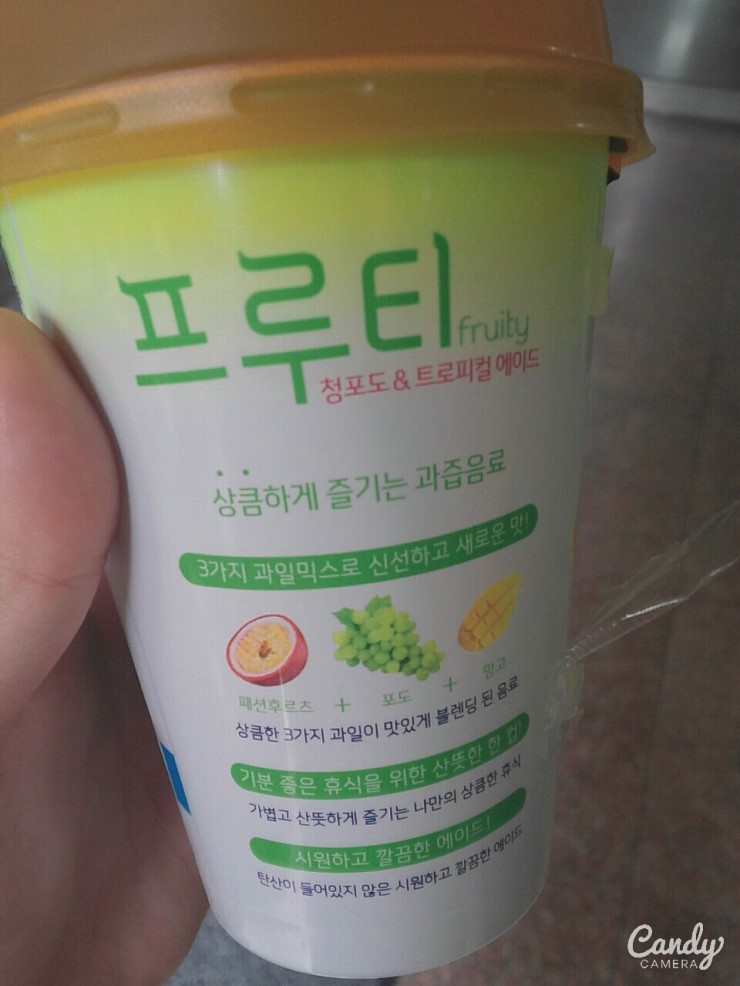 프루티 fruity
청포도 & 트로피컬 에이드
상큼하게 즐기는 과즙음료
3가지 과일믹스로 신선하고 새로운 맛!
패션후르츠 + 포도 + 망고
상큼한 3가지 과일이 맛있게 블렌딩 된 음료
기분 좋은 휴식을 위한 산뜻한 한 컵!
가볍고 산뜻하게 즐기는 나만의 상큼한 휴식
시원하고 깔끔한 에이드!
탄산이 들어있지 않은 시원하고 깔끔한 에이드
Candy
CAMERA